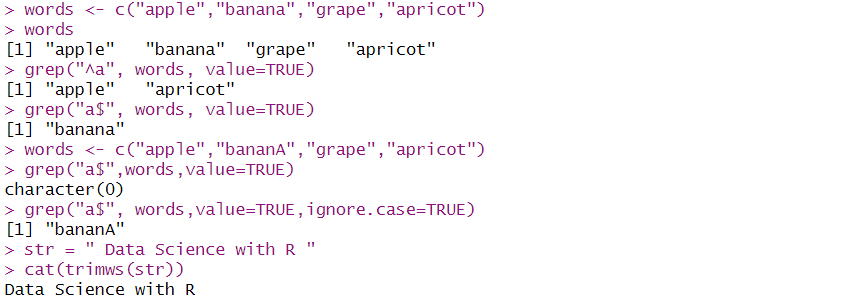 > words <- c("apple","banana","grape","apricot")
> words
[1] "apple"   "banana"  "grape"   "apricot"
> grep("^a", words, value=TRUE)
[1] "apple"   "apricot"
> grep("a$", words, value=TRUE)
[1] "banana"
> words <- c("apple","bananA","grape","apricot")
> grep("a$",words,value=TRUE)
character(0)
> grep("a$", words,value=TRUE,ignore.case=TRUE)
[1] "bananA"
> str = " Data Science with R "
> cat(trimws(str))
Data Science with R